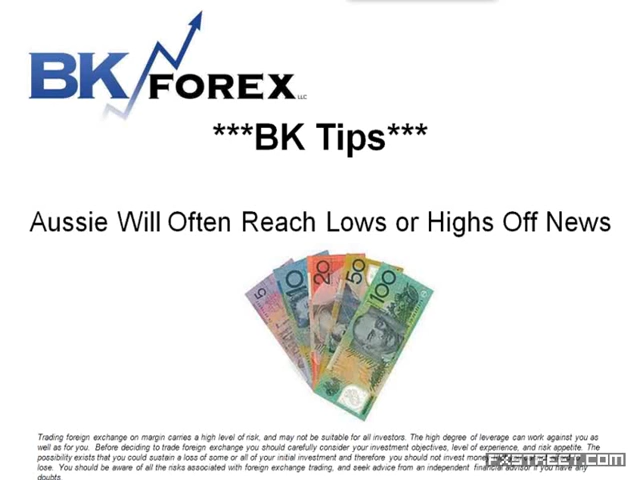 BK FOREX LLC
***BK Tips***
Aussie Will Often Reach Lows or Highs Off News
5 10 20 50 100
Trading foreign exchange on margin carries a high level of risk, and may not be suitable for all investors. The high degree of leverage can work against you as
well as for you. Before deciding to trade foreign exchange you should carefully consider your investment objectives, level of experience, and risk appetite. The
possibility exists that you could sustain a loss of some or all of your initial investment and therefore you should not invest
lose. You should be aware of all the risks associated with foreign exchange trading, and seek advice from an independent financial advisor if you have any
doubts.
FXSTREET.COM